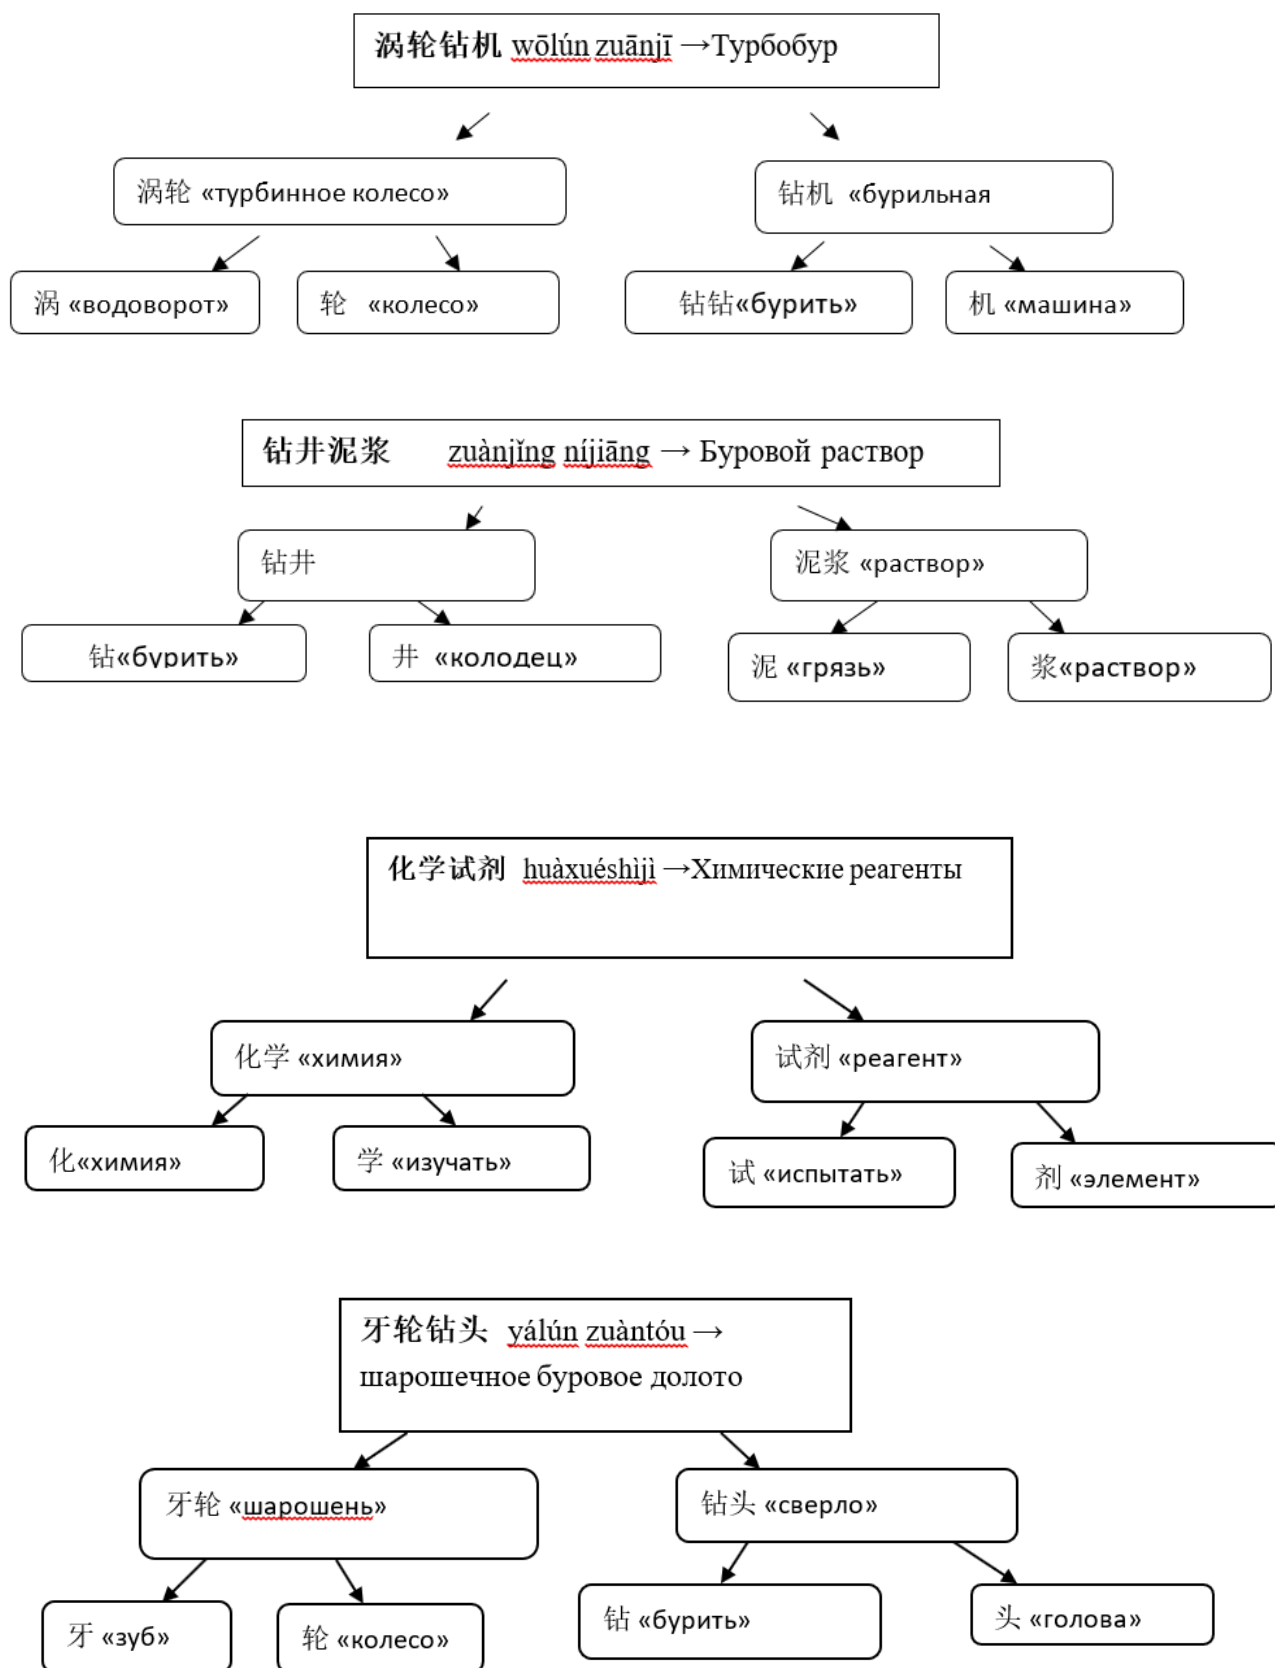 涡轮钻机 wōlún zuānjī →Турбобур
涡轮 «турбинное колесо»
钻机 «бурильная
涡 «водоворот»
轮 «колесо»
钻钻«бурить»
机 «машина»
钻井泥浆 zuànjǐng níjiāng → Буровой раствор
钻井
泥浆 «раствор»
钻«бурить»
井 «колодец»
泥 «грязь»
浆«раствор»
化学试剂 huàxuéshìjì →Химические реагенты
化学 «химия»
试剂 «реагент»
化«химия»
学 «изучать»
试 «испытать»
剂 «элемент»
牙轮钻头 yálún zuàntóu →
шарошечное буровое долото
牙轮 «шарошень»
钻头 «сверло»
牙 «зуб»
轮 «колесо»
钻 «бурить»
头 «голова»